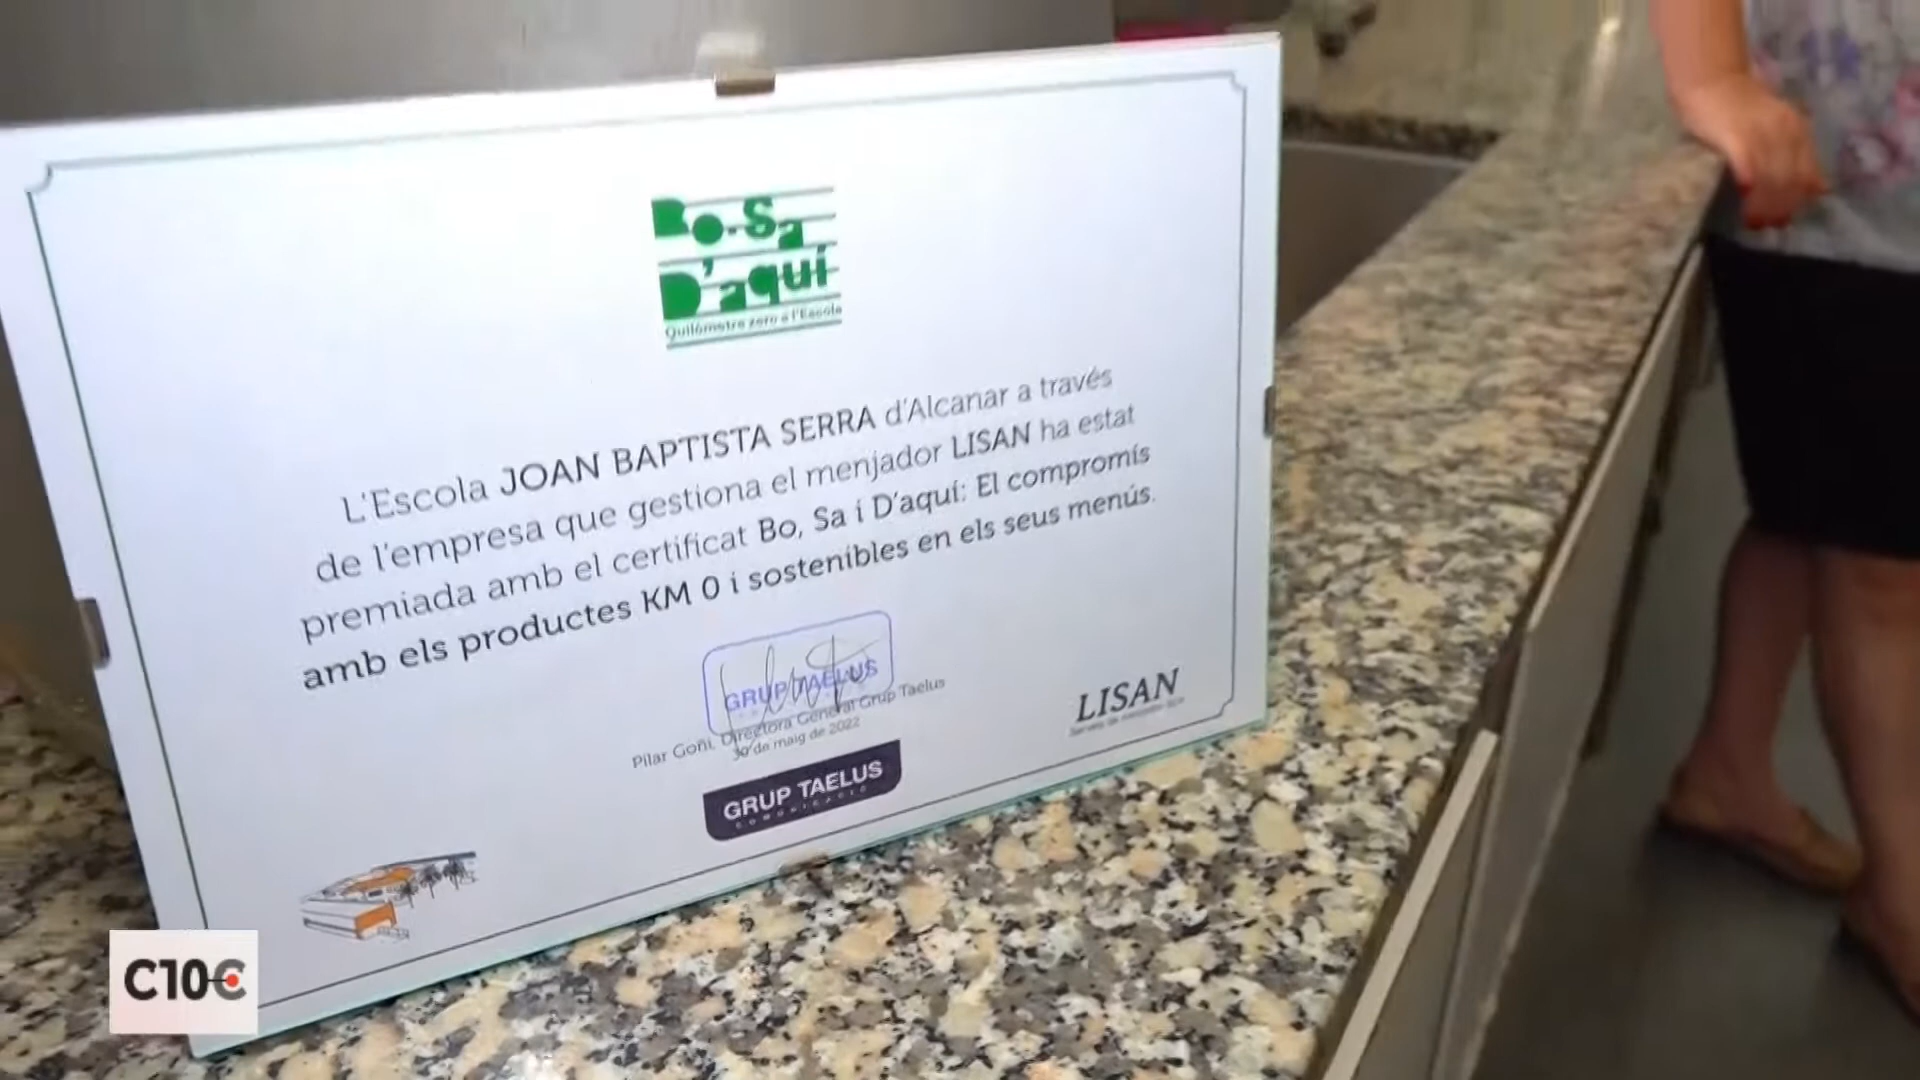 Bo.Sa
D'aquí
Quilòmetre zero a l'Escola
L'Escola JOAN BAPTISTA SERRA d'Alcanar a través
de l'empresa que gestiona el menjador LISAN ha estat
premiada amb el certificat Bo, Sa i D'aquí: El compromís
amb els productes KM 0 i sostenibles en els seus menús.
GRUP TAELUS
Pilar Goñi, Directora General Grup Taelus
30 de maig de 2022
GRUP TAELUS
COMUNICACIÓ
LISAN
C10C